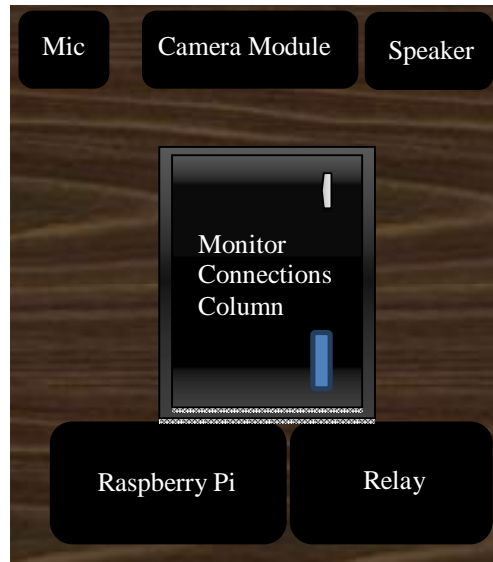 Mic
Camera Module
Speaker
Monitor
Connections
Column
Raspberry Pi
Relay